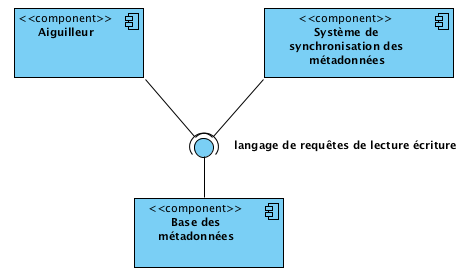 <<component>>
Aiguilleur
<<component>>
Système de
synchronisation des
métadonnées
langage de requêtes de lecture écriture
<<component>>
Base des
métadonnées